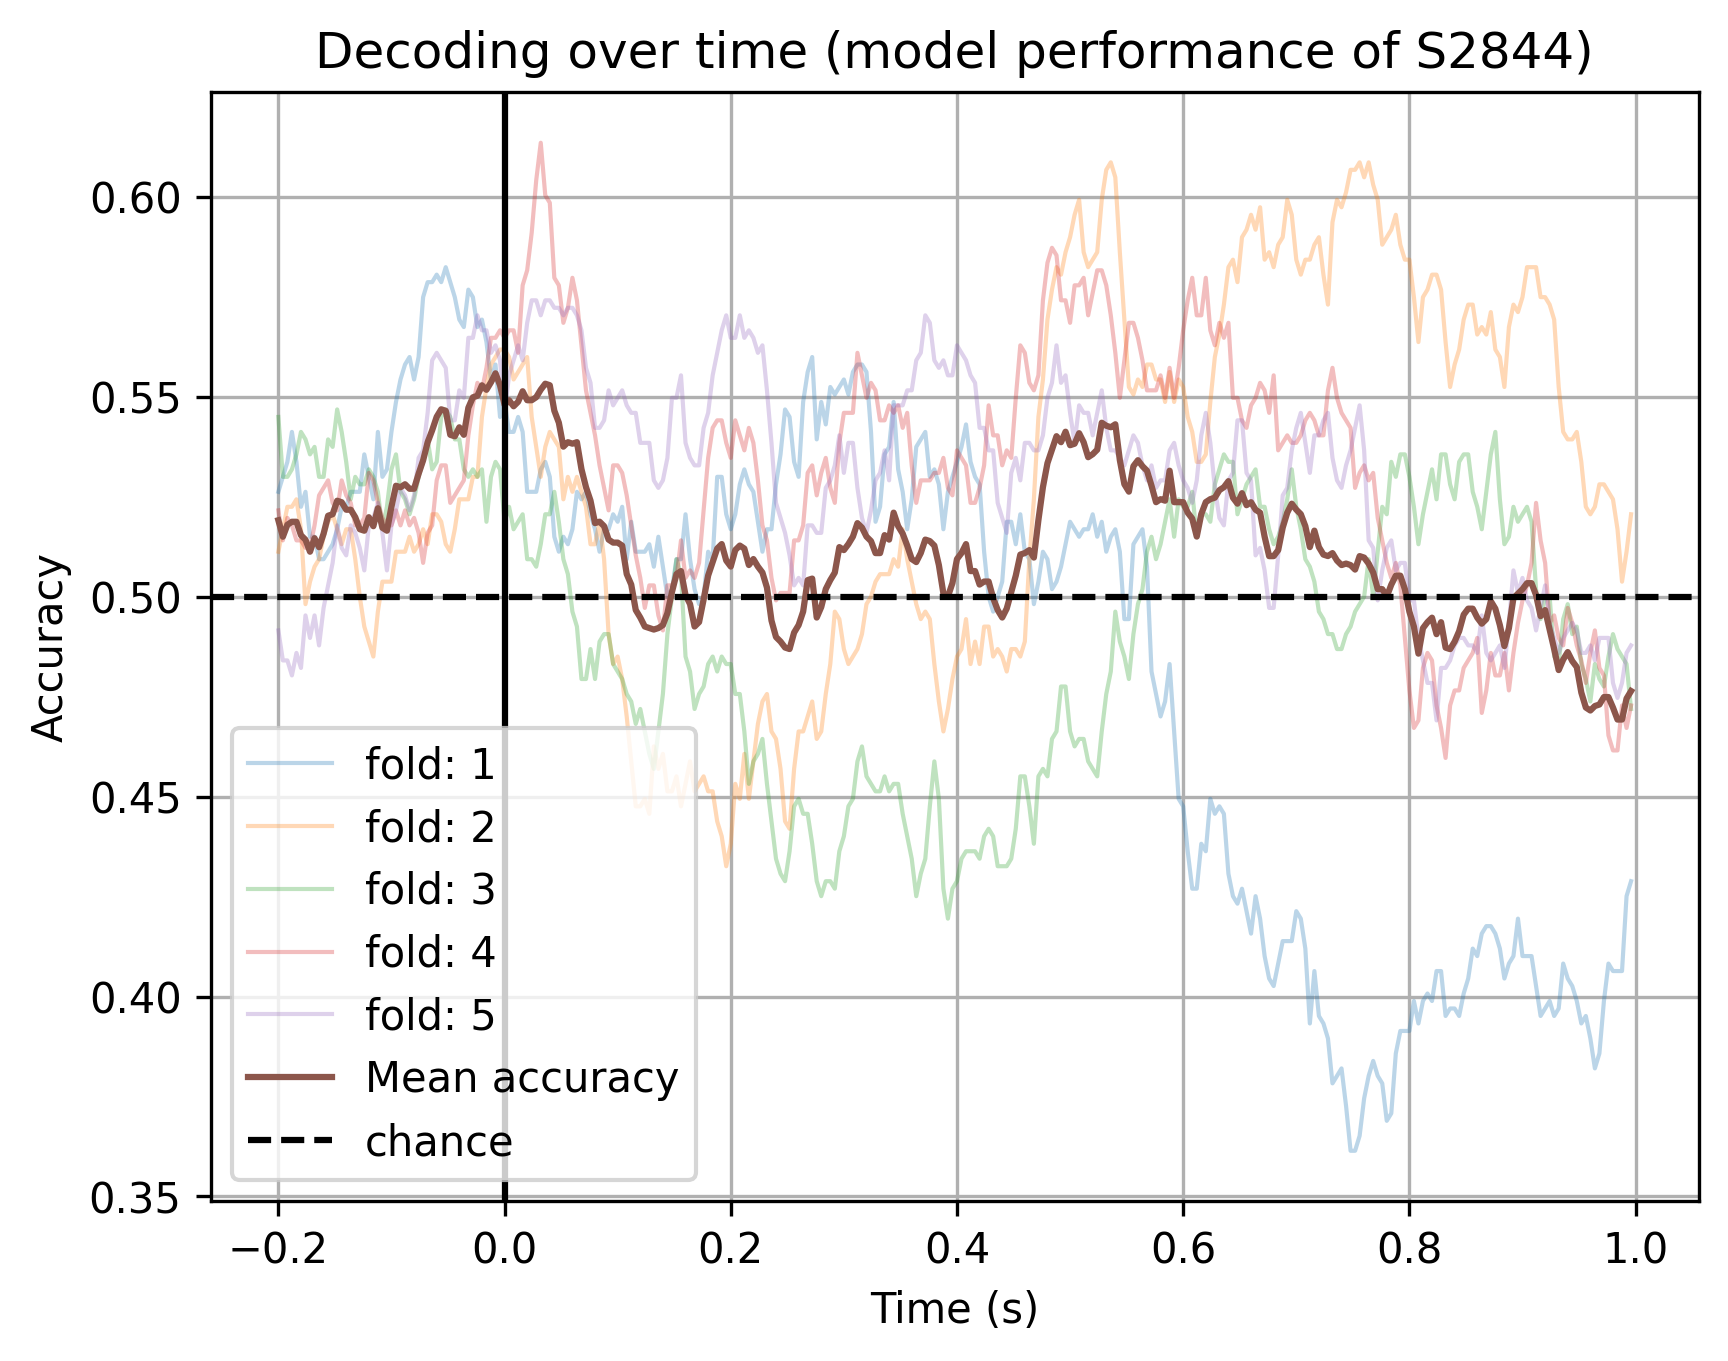 Decoding over time (model performance of S2844)
Accuracy
0.60
0.55
0.50
0.45
0.40
0.35
fold: 1
fold: 2
fold: 3
fold: 4
fold: 5
Mean accuracy
chance
−0.2
0.0
0.2
0.4
0.6
0.8
1.0
Time (s)